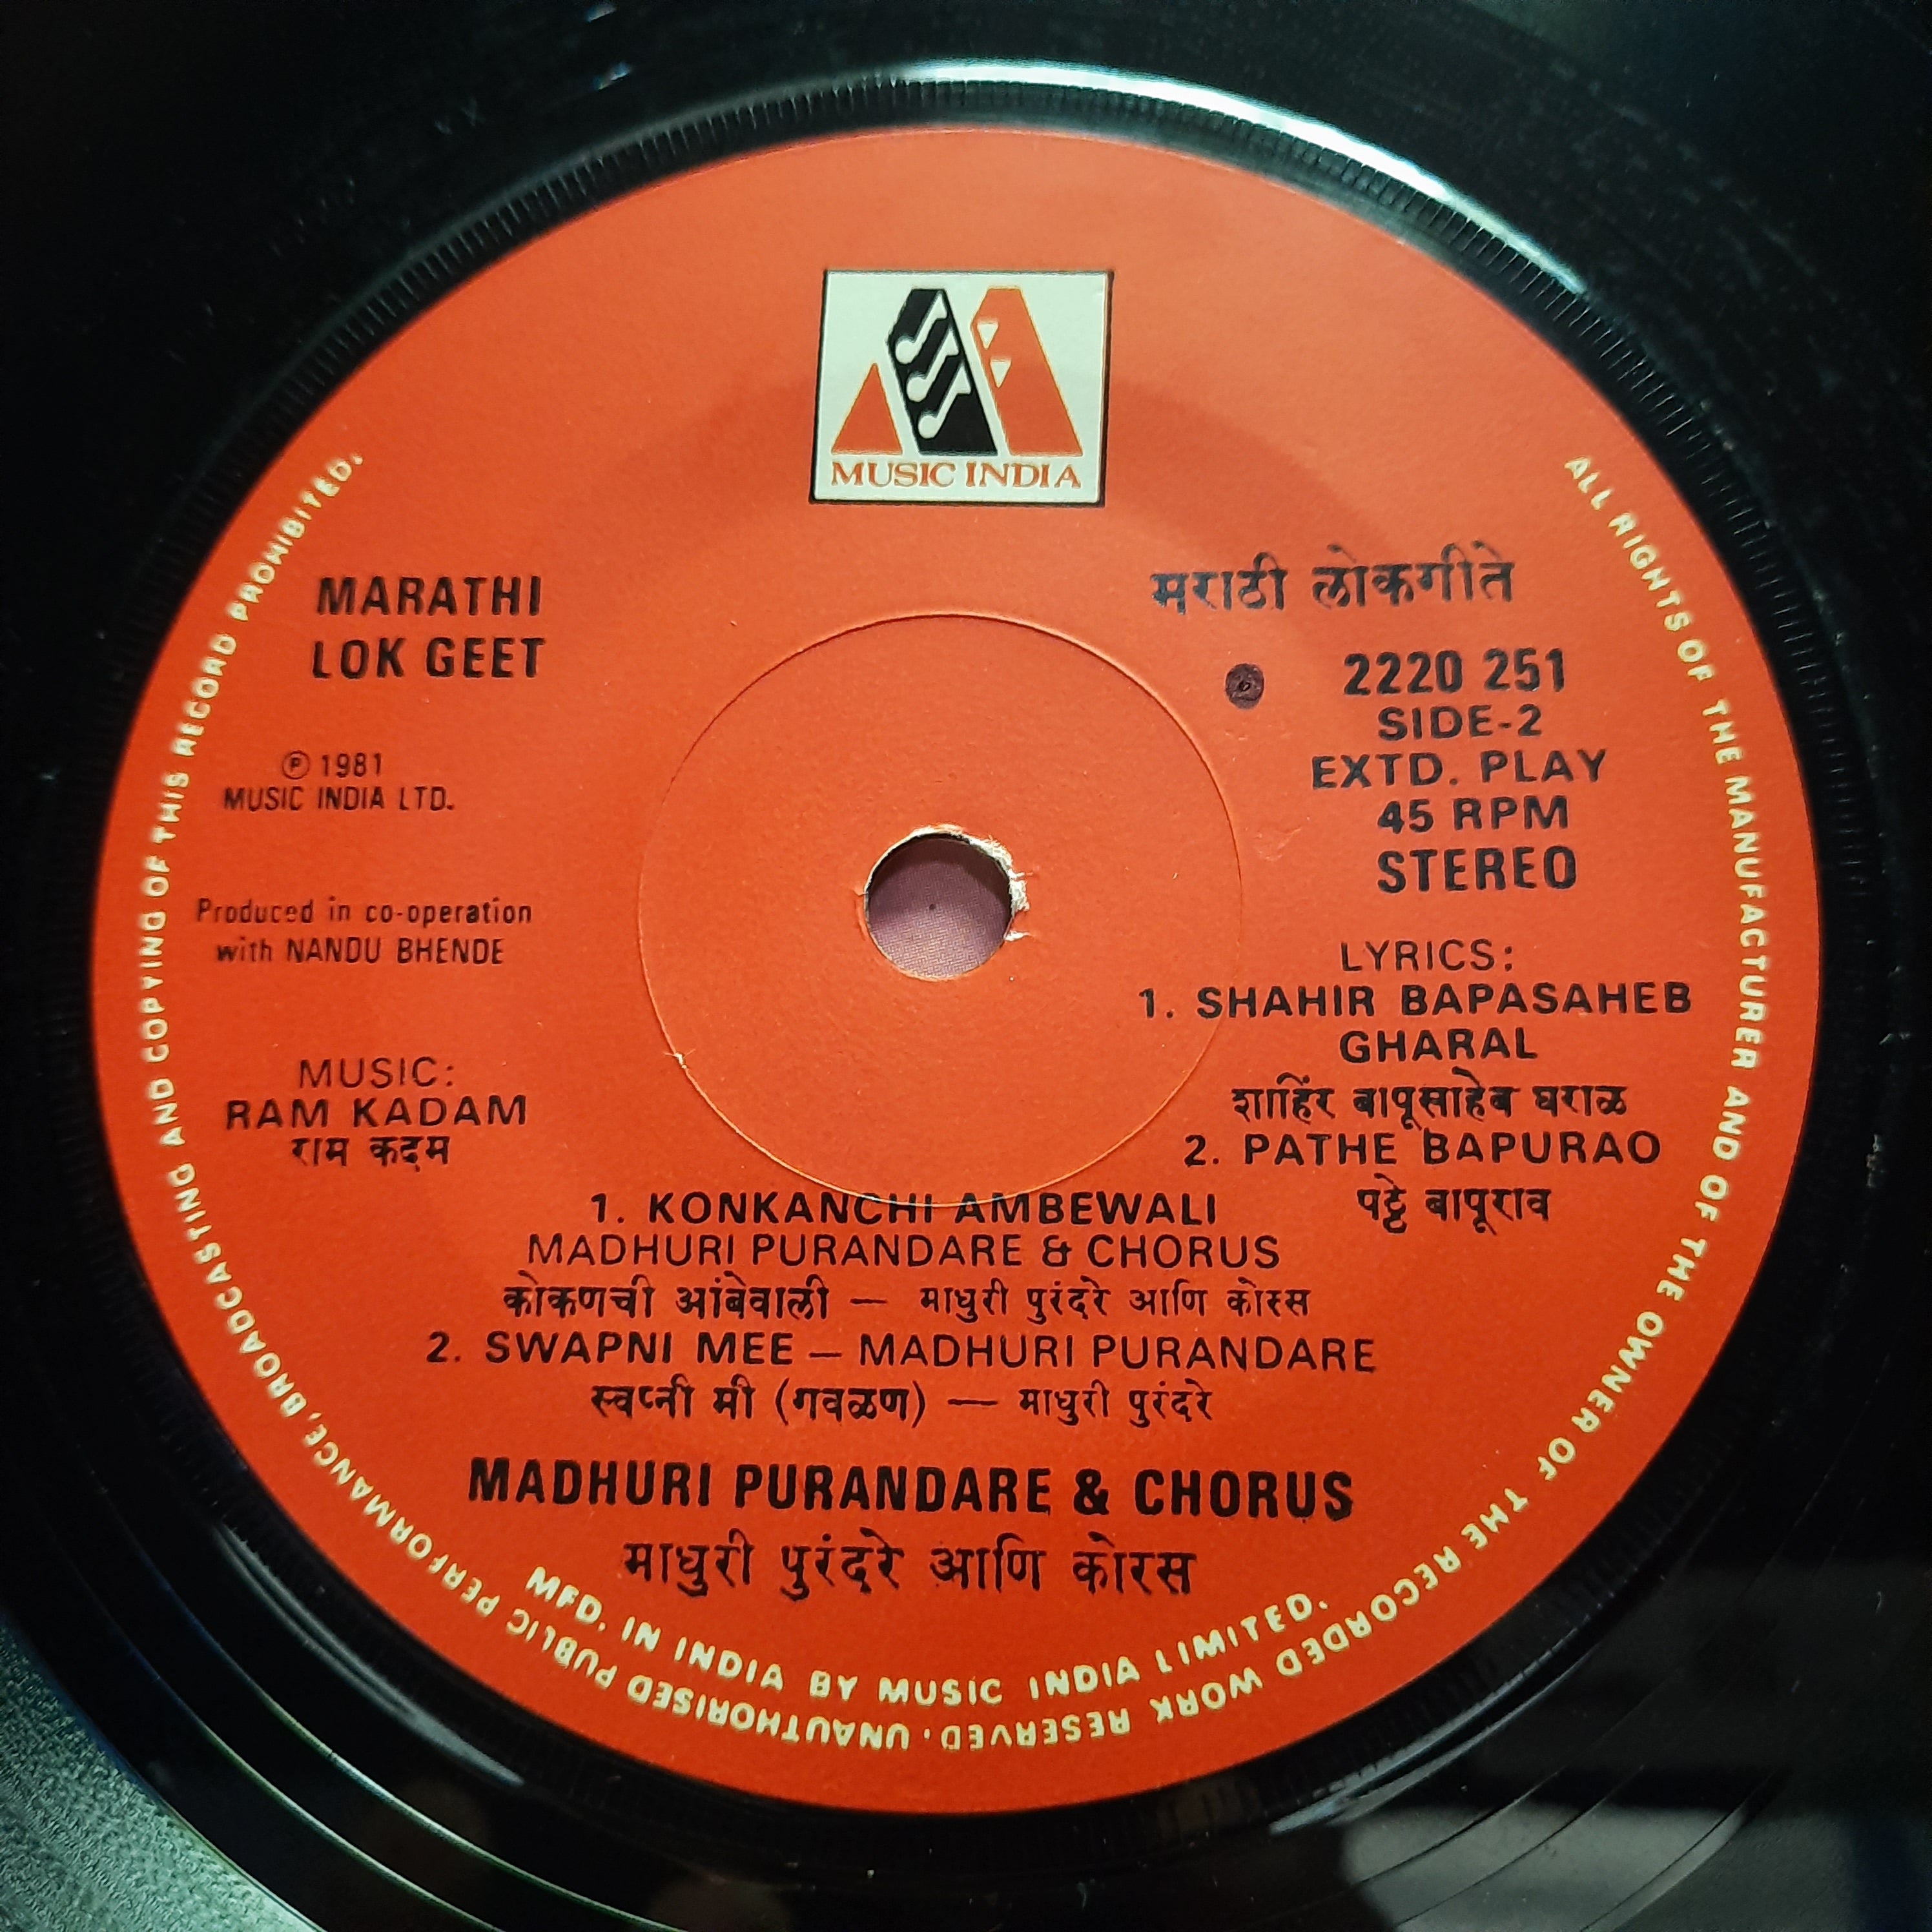 MUSIC INDIA
MARATHI
LOK GEET
Ⓟ 1981
MUSIC INDIA LTD.
Produced in co-operation
with NANDU BHENDE
MUSIC:
RAM KADAM
राम कदम
मराठी लोकगीते
2220 251
SIDE-2
EXTD. PLAY
45 RPM
STEREO
LYRICS:
1. SHAHIR BAPASAHEB
GHARAL
शाहिर बापूसाहेब घराळ
2. PATHE BAPURAO
पठ्ठे बापूराव
1. KONKANCHI AMBEWALI
MADHURI PURANDARE & CHORUS
कोकणची आंबेवाली — माधुरी पुरंदरे आणि कोरस
2. SWAPNI MEE — MADHURI PURANDARE
स्वप्नी मी (गवळण) — माधुरी पुरंदरे
MADHURI PURANDARE & CHORUS
माधुरी पुरंदरे आणि कोरस
MFD. IN INDIA BY MUSIC INDIA LIMITED.
ALL RIGHTS OF THE MANUFACTURER AND OF THE OWNER OF THE RECORDED WORK RESERVED. UNAUTHORISED PUBLIC PERFORMANCE, BROADCASTING AND COPYING OF THIS RECORD PROHIBITED.